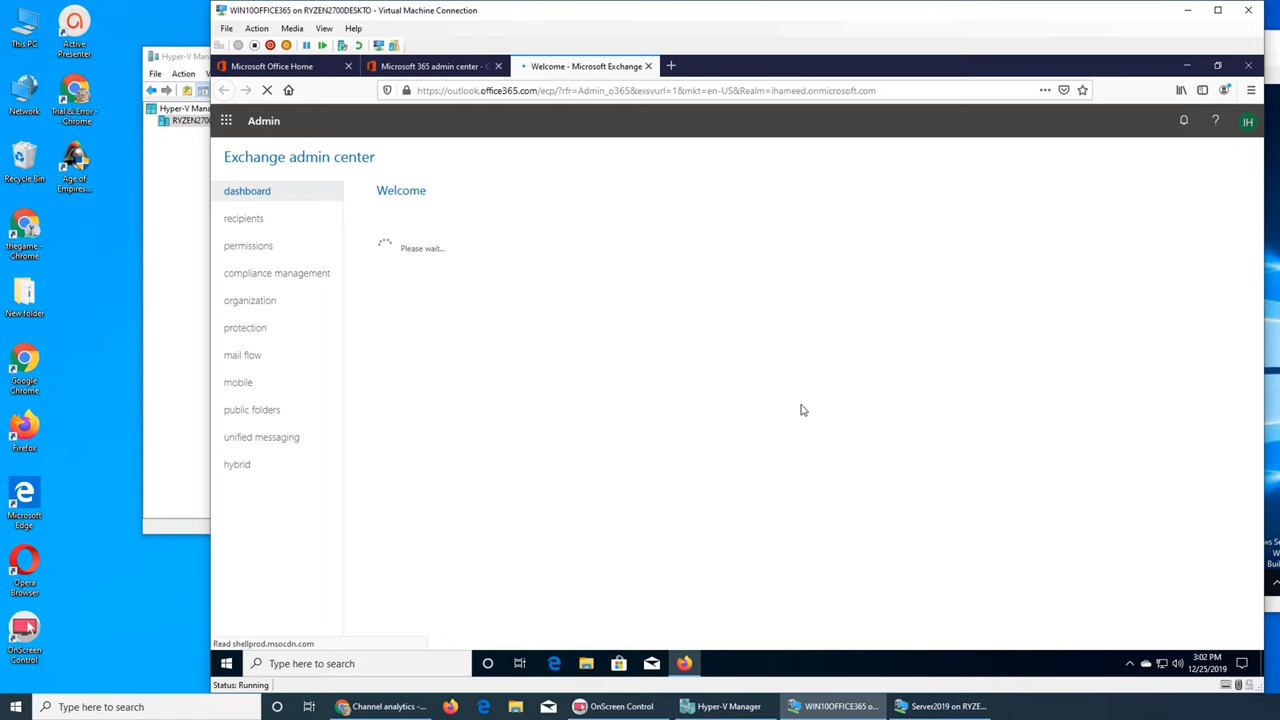 WIN10OFFICE365 on RYZEN2700DESKTO - Virtual Machine Connection
File Action Media View Help
Microsoft Office Home
Microsoft 365 admin center -
Welcome - Microsoft Exchange
https://outlook.office365.com/ecp/?rfr=Admin_o365&exsvurl=1&mkt=en-US&Realm=ihameed.onmicrosoft.com
Admin
?
IH
Exchange admin center
dashboard
recipients
permissions
compliance management
organization
protection
mail flow
mobile
public folders
unified messaging
hybrid
Welcome
Please wait...
Read shellprod.msocdn.com
Type here to search
3:02 PM
12/25/2019
Status: Running
Hyper-V Mana
File Action V
Hyper-V Mana
RYZEN2700
This PC
Active
Presenter
Network
Trial & Error -
- Chrome
Recycle Bin
Age of
Empires...
thegame -
Chrome
New folder
Google
Chrome
Firefox
Microsoft
Edge
Opera
Browser
OnScreen
Control
Type here to search
Channel analytics -...
OnScreen Control
Hyper-V Manager
WIN10OFFICE365 o...
Server2019 on RYZE...